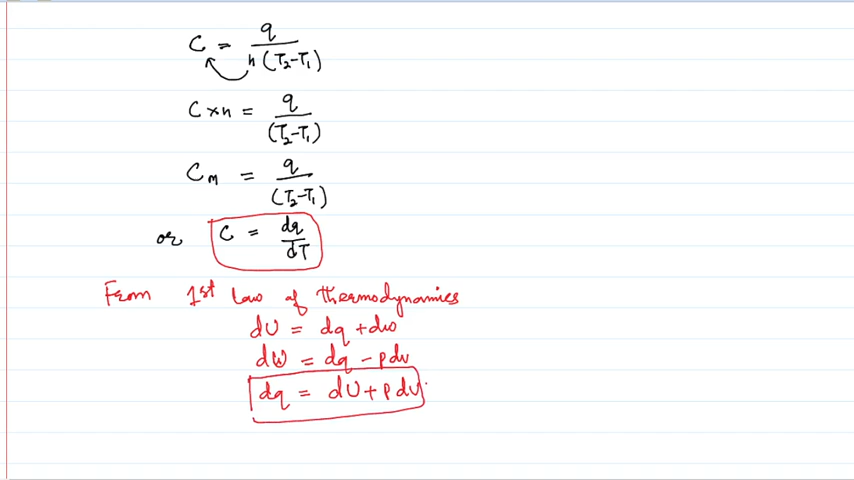 C = q / n(T₂-T₁)
C×n = q / (T₂-T₁)
Cm = q / (T₂-T₁)
or C = dq / dT
From 1st law of thermodynamics
dU = dq + dw
dU = dq - pdv
dq = dU + pdv